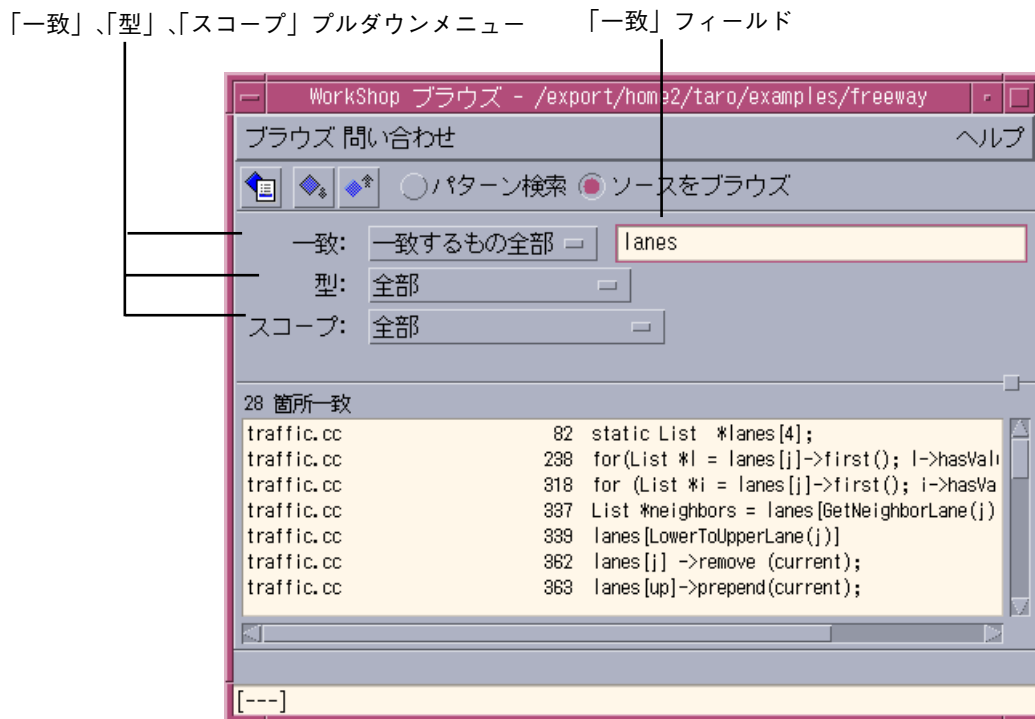 「一致」、「型」、「スコープ」プルダウンメニュー 「一致」フィールド
WorkShop ブラウズ - /export/home2/taro/examples/freeway
ブラウズ 問い合わせ ヘルプ
パターン検索 ソースをブラウズ
一致: 一致するもの全部 lanes
型: 全部
スコープ: 全部
28 箇所一致
traffic.cc 82 static List *lanes[4];
traffic.cc 238 for(List *l = lanes[j]->first(); l->hasValu
traffic.cc 318 for (List *i = lanes[j]->first(); i->hasVa
traffic.cc 337 List *neighbors = lanes[GetNeighborLane(j)
traffic.cc 339 lanes[LowerToUpperLane(j)]
traffic.cc 362 lanes[j] ->remove (current);
traffic.cc 363 lanes[up]->prepend(current);
[---]